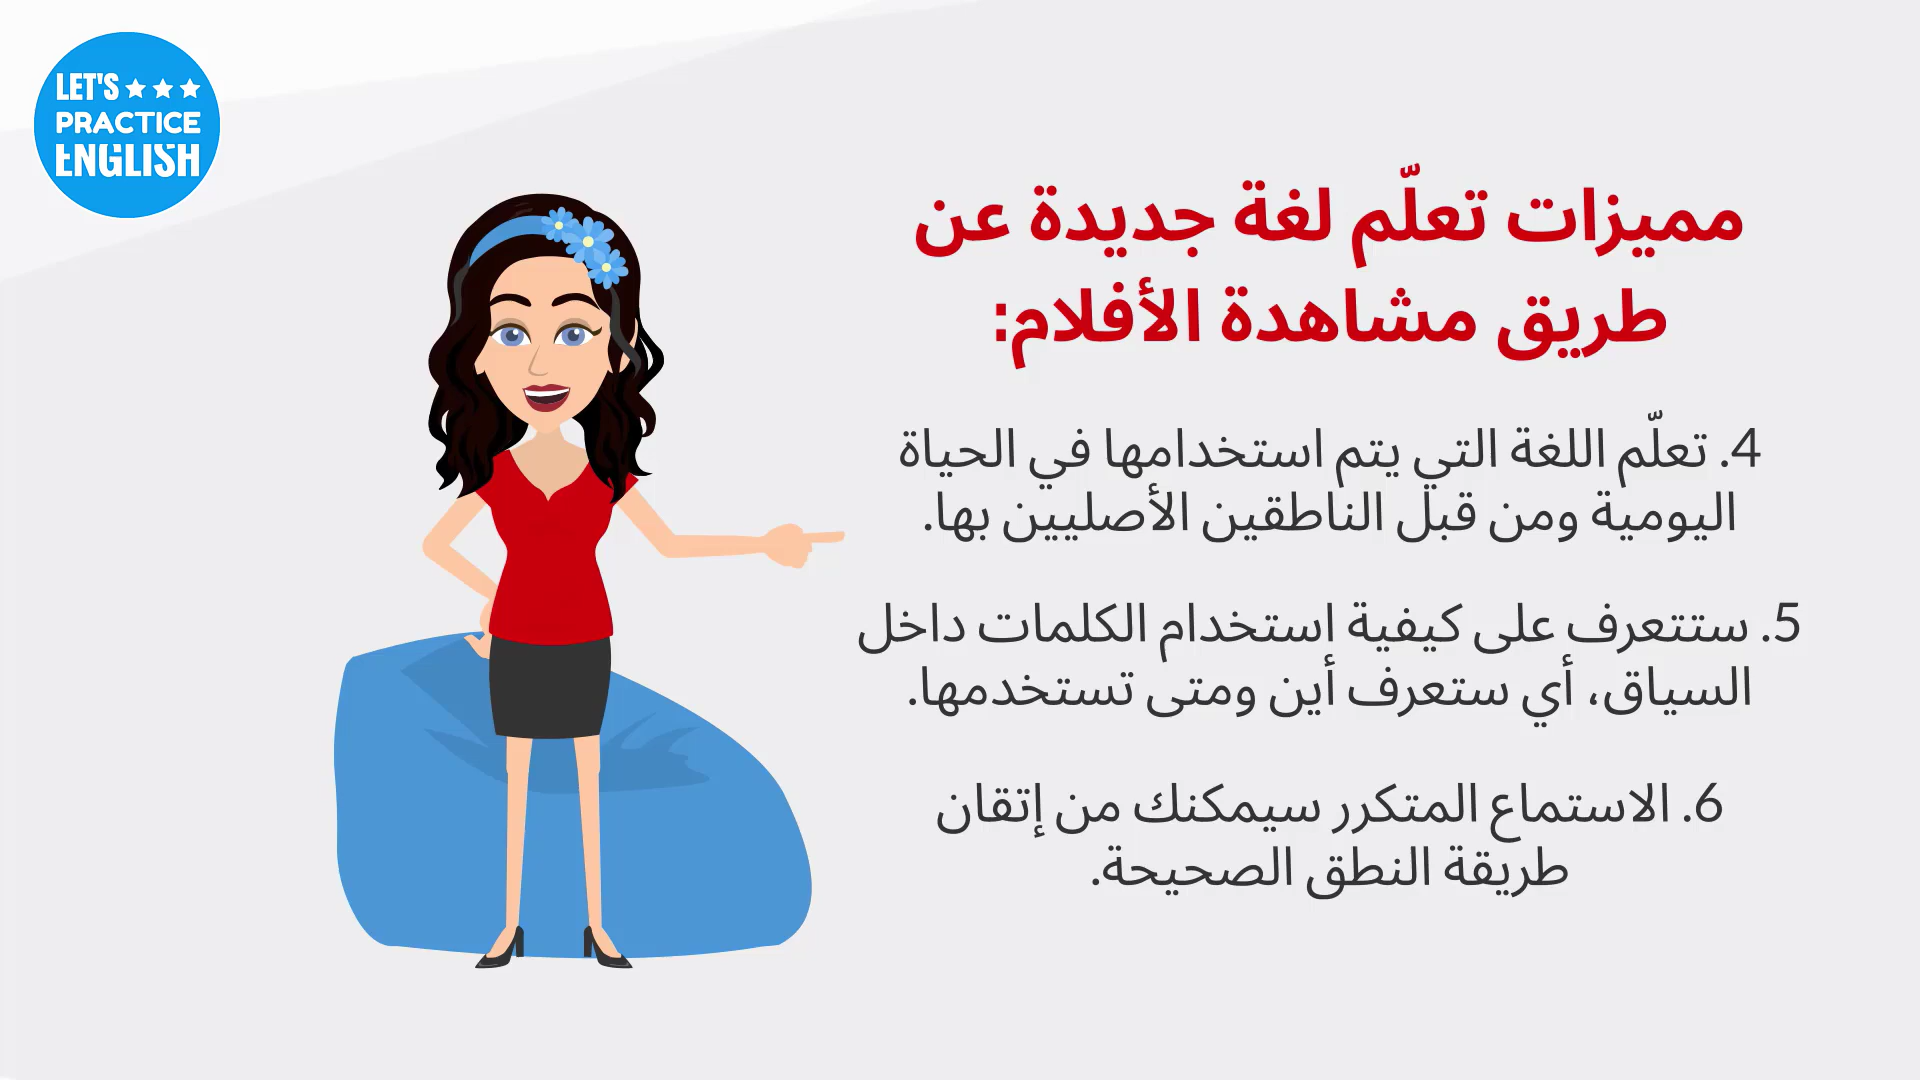 LET'S
PRACTICE
ENGLISH
مميزات تعلّم لغة جديدة عن
طريق مشاهدة الأفلام:
4. تعلّم اللغة التي يتم استخدامها في الحياة
اليومية ومن قبل الناطقين الأصليين بها.
5. ستتعرف على كيفية استخدام الكلمات داخل
السياق، أي ستعرف أين ومتى تستخدمها.
6. الاستماع المتكرر سيمكنك من إتقان
طريقة النطق الصحيحة.